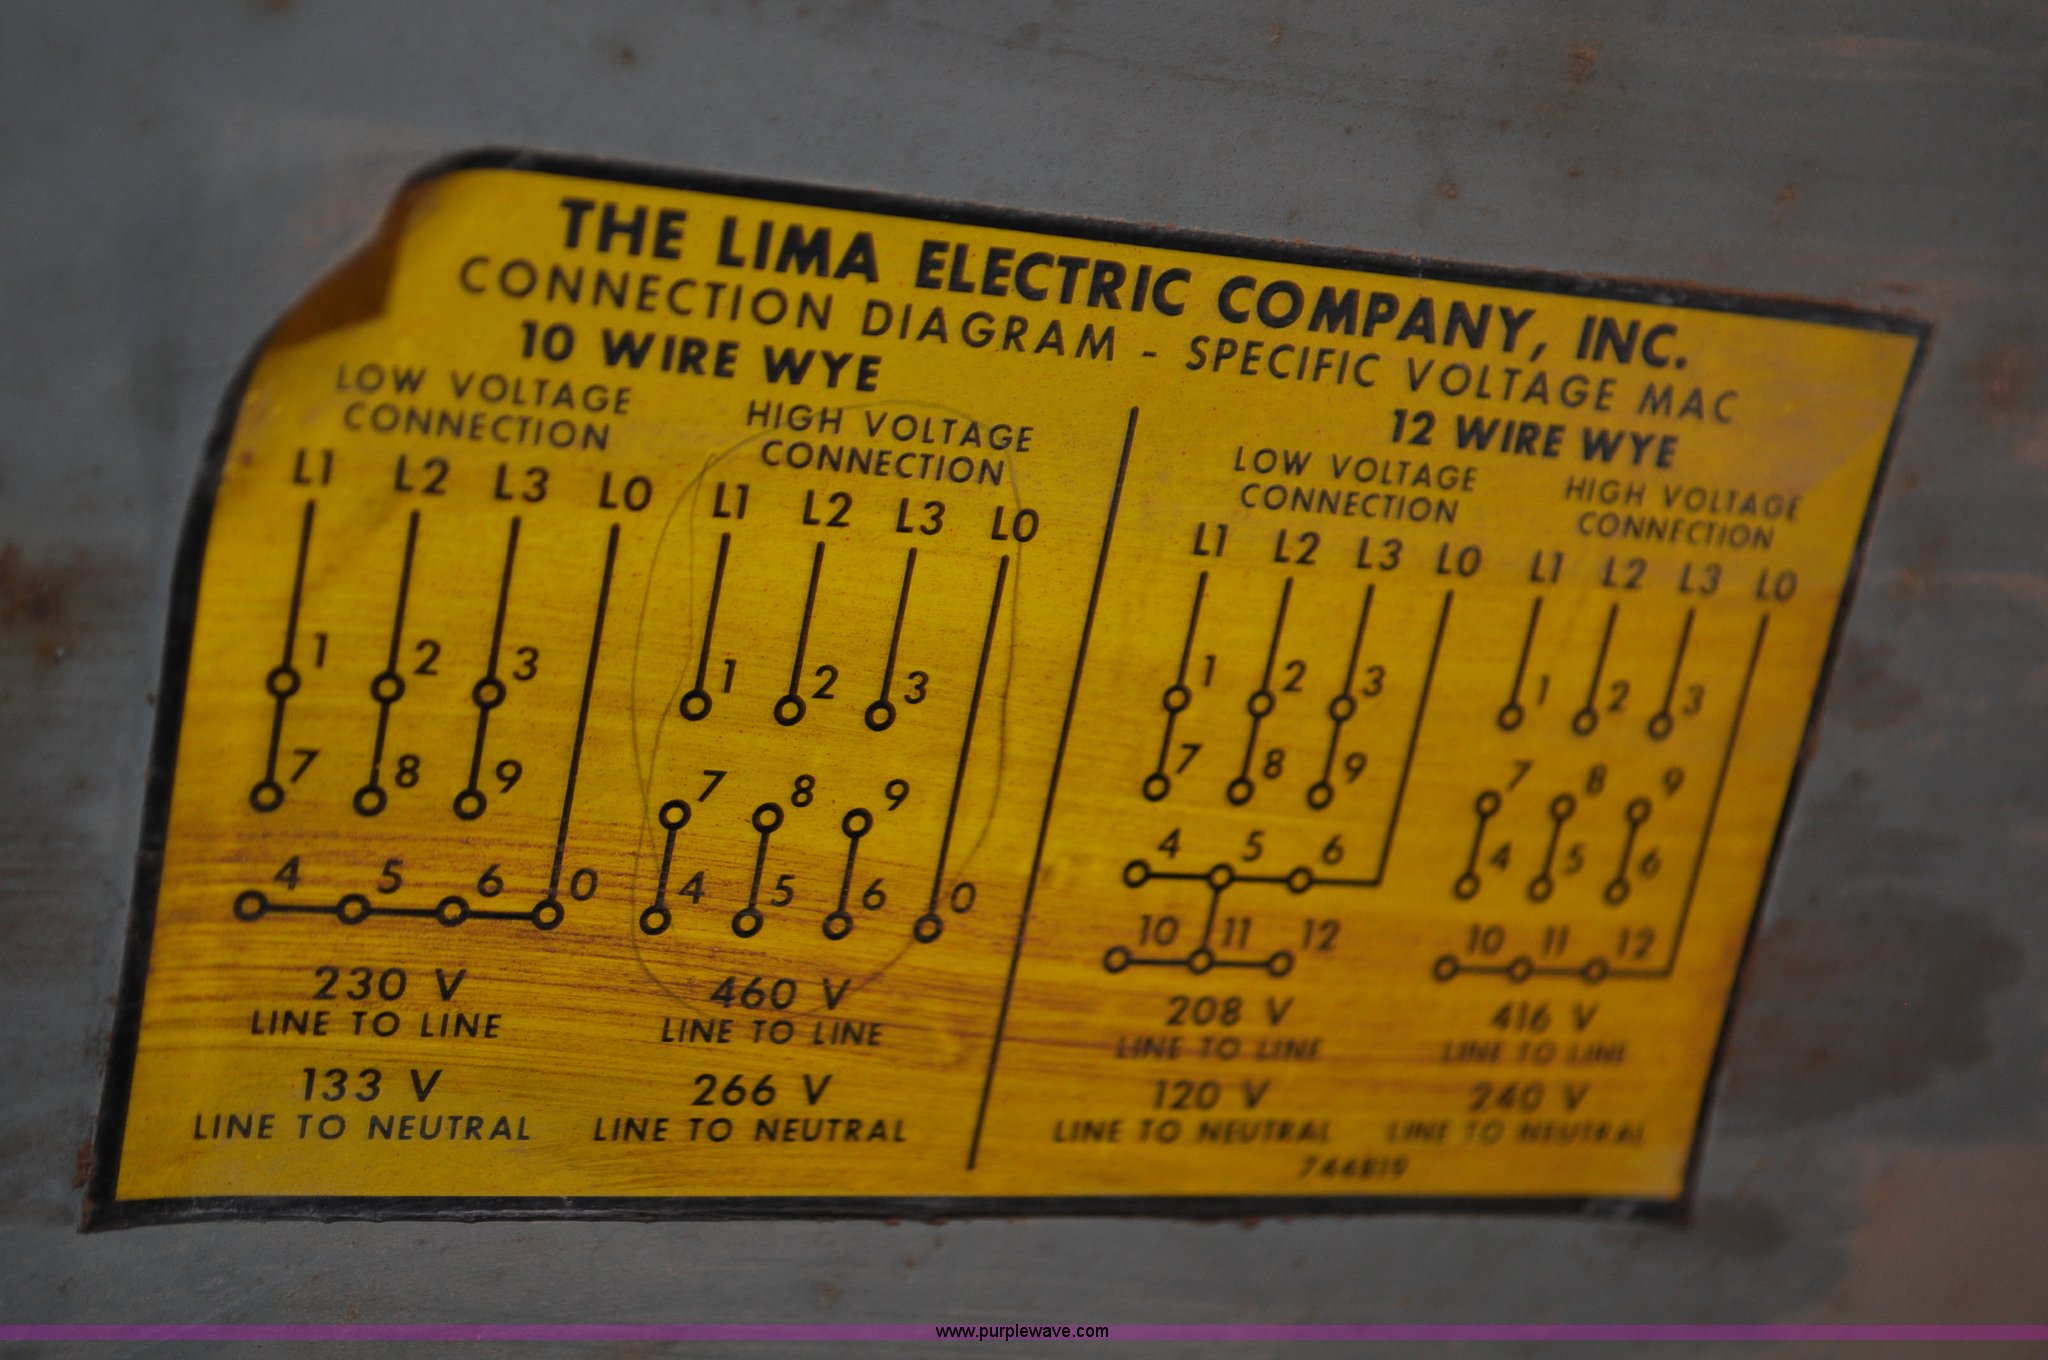 THE LIMA ELECTRIC COMPANY, INC.
CONNECTION DIAGRAM - SPECIFIC VOLTAGE MAC
10 WIRE WYE
LOW VOLTAGE
CONNECTION
L1 L2 L3 LO
1 2 3
7 8 9
4 5 6 0
230 V
LINE TO LINE
133 V
LINE TO NEUTRAL
HIGH VOLTAGE
CONNECTION
L1 L2 L3 LO
1 2 3
7 8 9
4 5 6 0
460 V
LINE TO LINE
266 V
LINE TO NEUTRAL
12 WIRE WYE
LOW VOLTAGE
CONNECTION
L1 L2 L3 LO
1 2 3
7 8 9
4 5 6
10 11 12
208 V
LINE TO LINE
120 V
LINE TO NEUTRAL
HIGH VOLTAGE
CONNECTION
L1 L2 L3 LO
1 2 3
7 8 9
4 5 6
10 11 12
416 V
LINE TO LINE
240 V
LINE TO NEUTRAL
www.purplewave.com